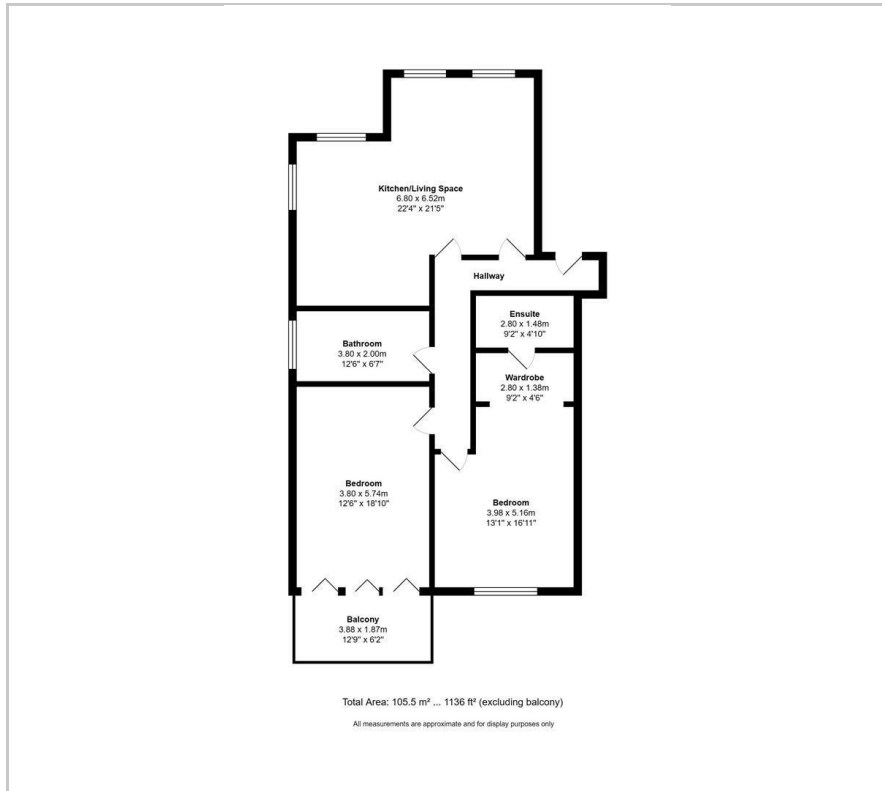 Kitchen/Living Space
6.80 x 6.52m
22'4" x 21'5"
Hallway
Ensuite
2.80 x 1.48m
9'2" x 4'10"
Bathroom
3.80 x 2.00m
12'6" x 6'7"
Wardrobe
2.80 x 1.38m
9'2" x 4'6"
Bedroom
3.80 x 5.74m
12'6" x 18'10"
Bedroom
3.98 x 5.16m
13'1" x 16'11"
Balcony
3.88 x 1.87m
12'9" x 6'2"
Total Area: 105.5 m² ... 1136 ft² (excluding balcony)
All measurements are approximate and for display purposes only